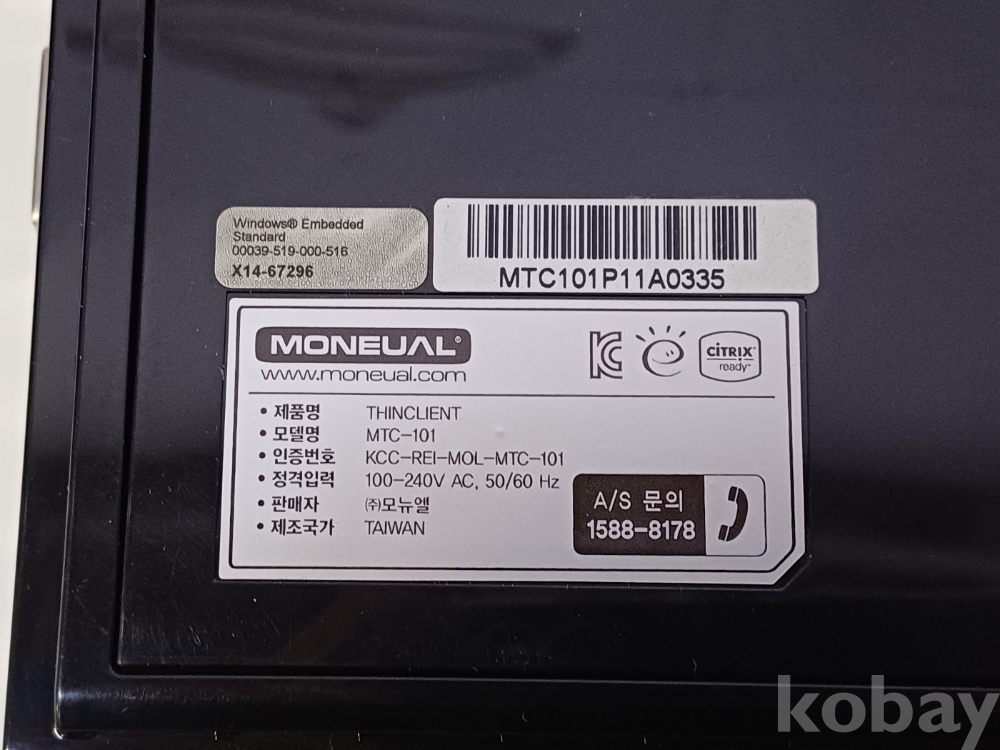 Windows® Embedded
Standard
00039-519-000-516
X14-67296
MTC101P11A0335
MONEUAL®
www.moneual.com
CiTRIX™
ready™
• 제품명 THINCLIENT
• 모델명 MTC-101
• 인증번호 KCC-REI-MOL-MTC-101
• 정격입력 100-240V AC, 50/60 Hz
• 판매자 ㈜모뉴엘
• 제조국가 TAIWAN
A/S 문의
1588-8178
kobay